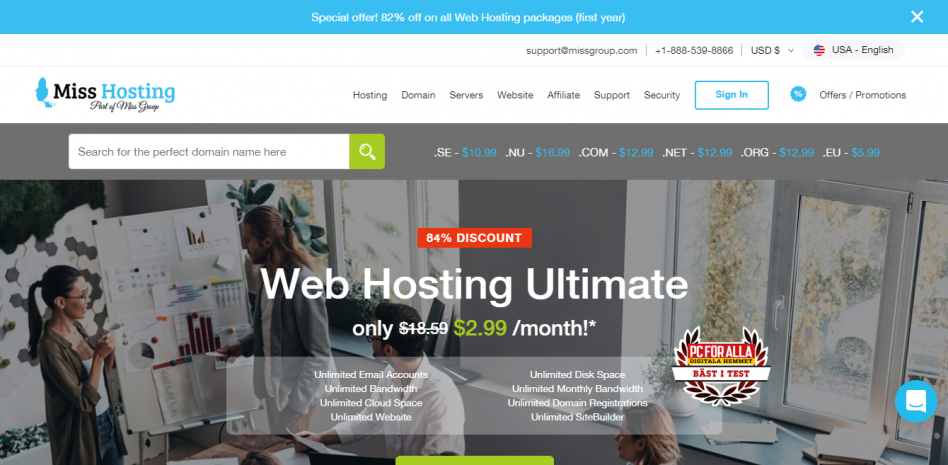 Special offer! 82% off on all Web Hosting packages (first year)
support@missgroup.com
+1-888-539-8866
USD $
USA - English
Miss Hosting
Part of Miss Group
Hosting
Domain
Servers
Website
Affiliate
Support
Security
Sign In
%
Offers / Promotions
Search for the perfect domain name here
.SE - $10.99 .NU - $16.99 .COM - $12.99 .NET - $12.99 .ORG - $12.99 .EU - $5.99
84% DISCOUNT
Web Hosting Ultimate
only $18.59 $2.99 /month!*
Unlimited Email Accounts
Unlimited Bandwidth
Unlimited Cloud Space
Unlimited Website
Unlimited Disk Space
Unlimited Monthly Bandwidth
Unlimited Domain Registrations
Unlimited SiteBuilder
PC FÖR ALLA
DIGITALA HEMMET
BÄST I TEST